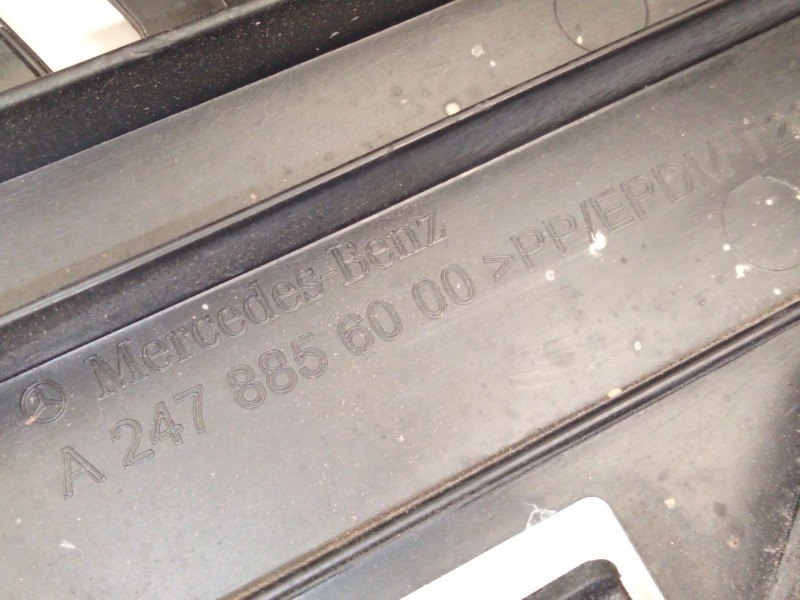 Mercedes-Benz
A 247 885 60 00 >PP/EPDM